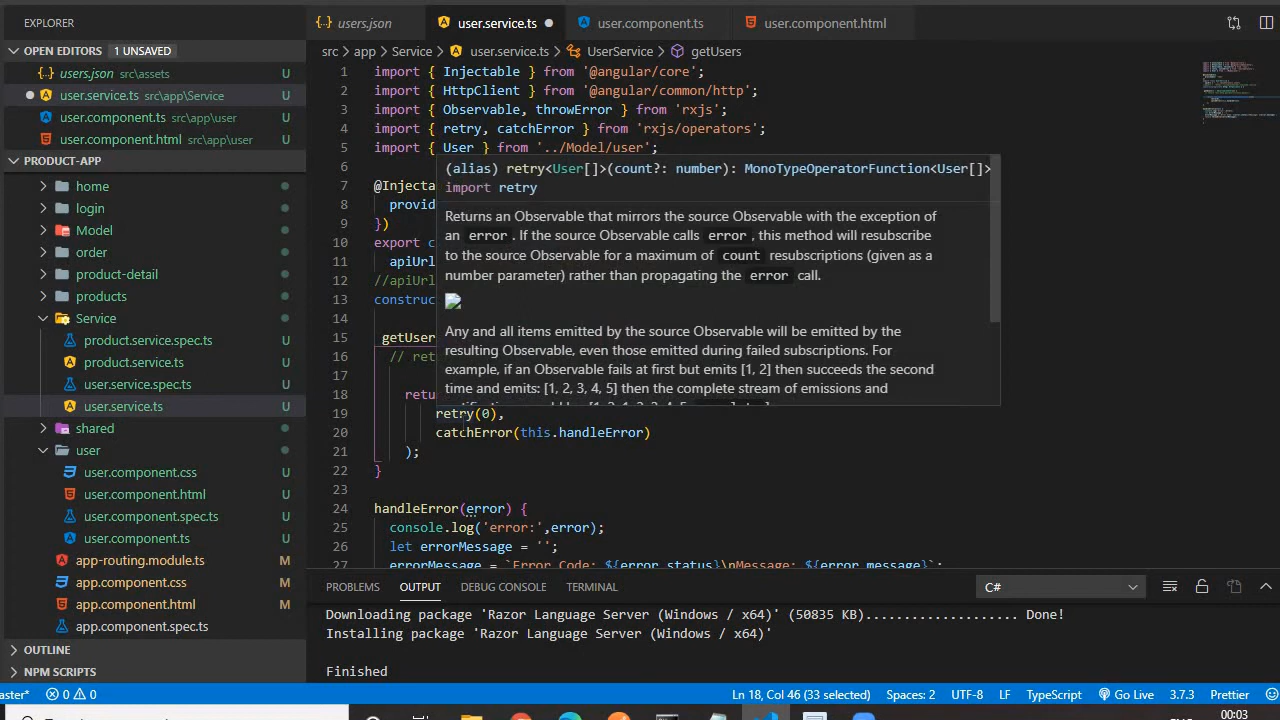 EXPLORER
OPEN EDITORS 1 UNSAVED
users.json src\assets U
user.service.ts src\app\Service U
user.component.ts src\app\user U
user.component.html src\app\user U
PRODUCT-APP
home
login
Model
order
product-detail
products
Service
product.service.spec.ts U
product.service.ts U
user.service.spec.ts U
user.service.ts U
shared
user
user.component.css U
user.component.html U
user.component.spec.ts U
user.component.ts U
app-routing.module.ts M
app.component.css M
app.component.html M
app.component.spec.ts
OUTLINE
NPM SCRIPTS
users.json user.service.ts user.component.ts user.component.html
src app Service user.service.ts UserService getUsers
1 import { Injectable } from '@angular/core';
2 import { HttpClient } from '@angular/common/http';
3 import { Observable, throwError } from 'rxjs';
4 import { retry, catchError } from 'rxjs/operators';
5 import { User } from '../Model/user';
6
7 @Injecta
8 provid
9 })
10 export c
11 apiUrl
12 //apiUrl
13 construc
14
15 getUser
16 // ret
17
18 retu
19 retry(0),
20 catchError(this.handleError)
21 );
22 }
23
24 handleError(error) {
25 console.log('error:',error);
26 let errorMessage = '';
27 errorMessage = `Error Code: ${error.status}\nMessage: ${error.message}`;
(alias) retry<User[]>(count?: number): MonoTypeOperatorFunction<User[]>
import retry
Returns an Observable that mirrors the source Observable with the exception of
an error. If the source Observable calls error, this method will resubscribe
to the source Observable for a maximum of count resubscriptions (given as a
number parameter) rather than propagating the error call.
Any and all items emitted by the source Observable will be emitted by the
resulting Observable, even those emitted during failed subscriptions. For
example, if an Observable fails at first but emits [1, 2] then succeeds the second
time and emits: [1, 2, 3, 4, 5] then the complete stream of emissions and
PROBLEMS OUTPUT DEBUG CONSOLE TERMINAL C#
Downloading package 'Razor Language Server (Windows / x64)' (50835 KB).................... Done!
Installing package 'Razor Language Server (Windows / x64)'
Finished
aster* 0 0 Ln 18, Col 46 (33 selected) Spaces: 2 UTF-8 LF TypeScript Go Live 3.7.3 Prettier
00:03